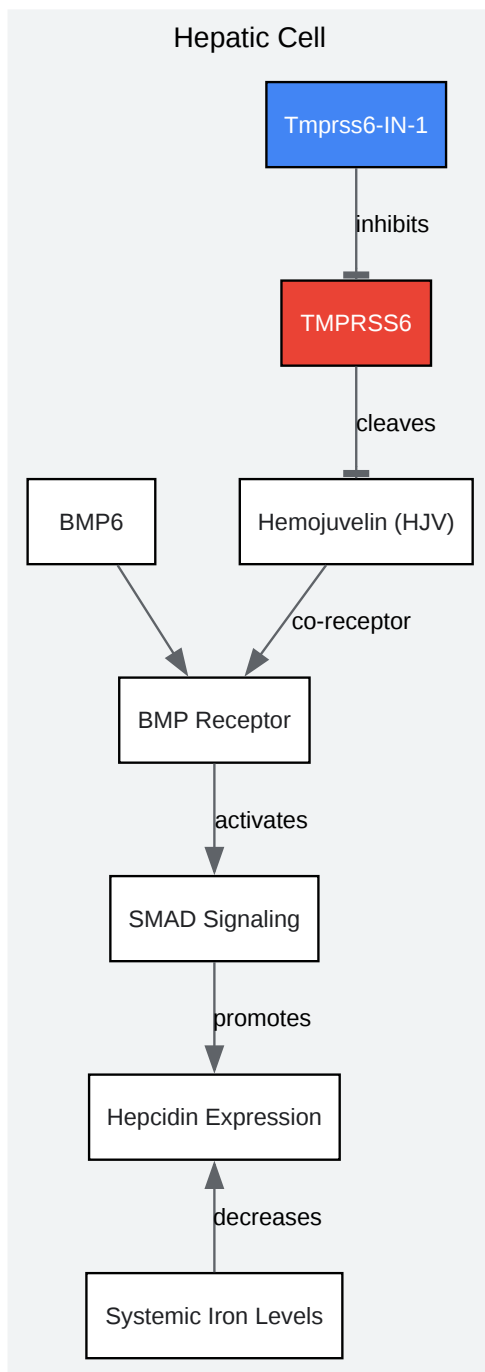 Hepatic Cell
Tmprss6-IN-1
inhibits
TMPRSS6
cleaves
BMP6
Hemojuvelin (HJV)
co-receptor
BMP Receptor
activates
SMAD Signaling
promotes
Hepcidin Expression
decreases
Systemic Iron Levels